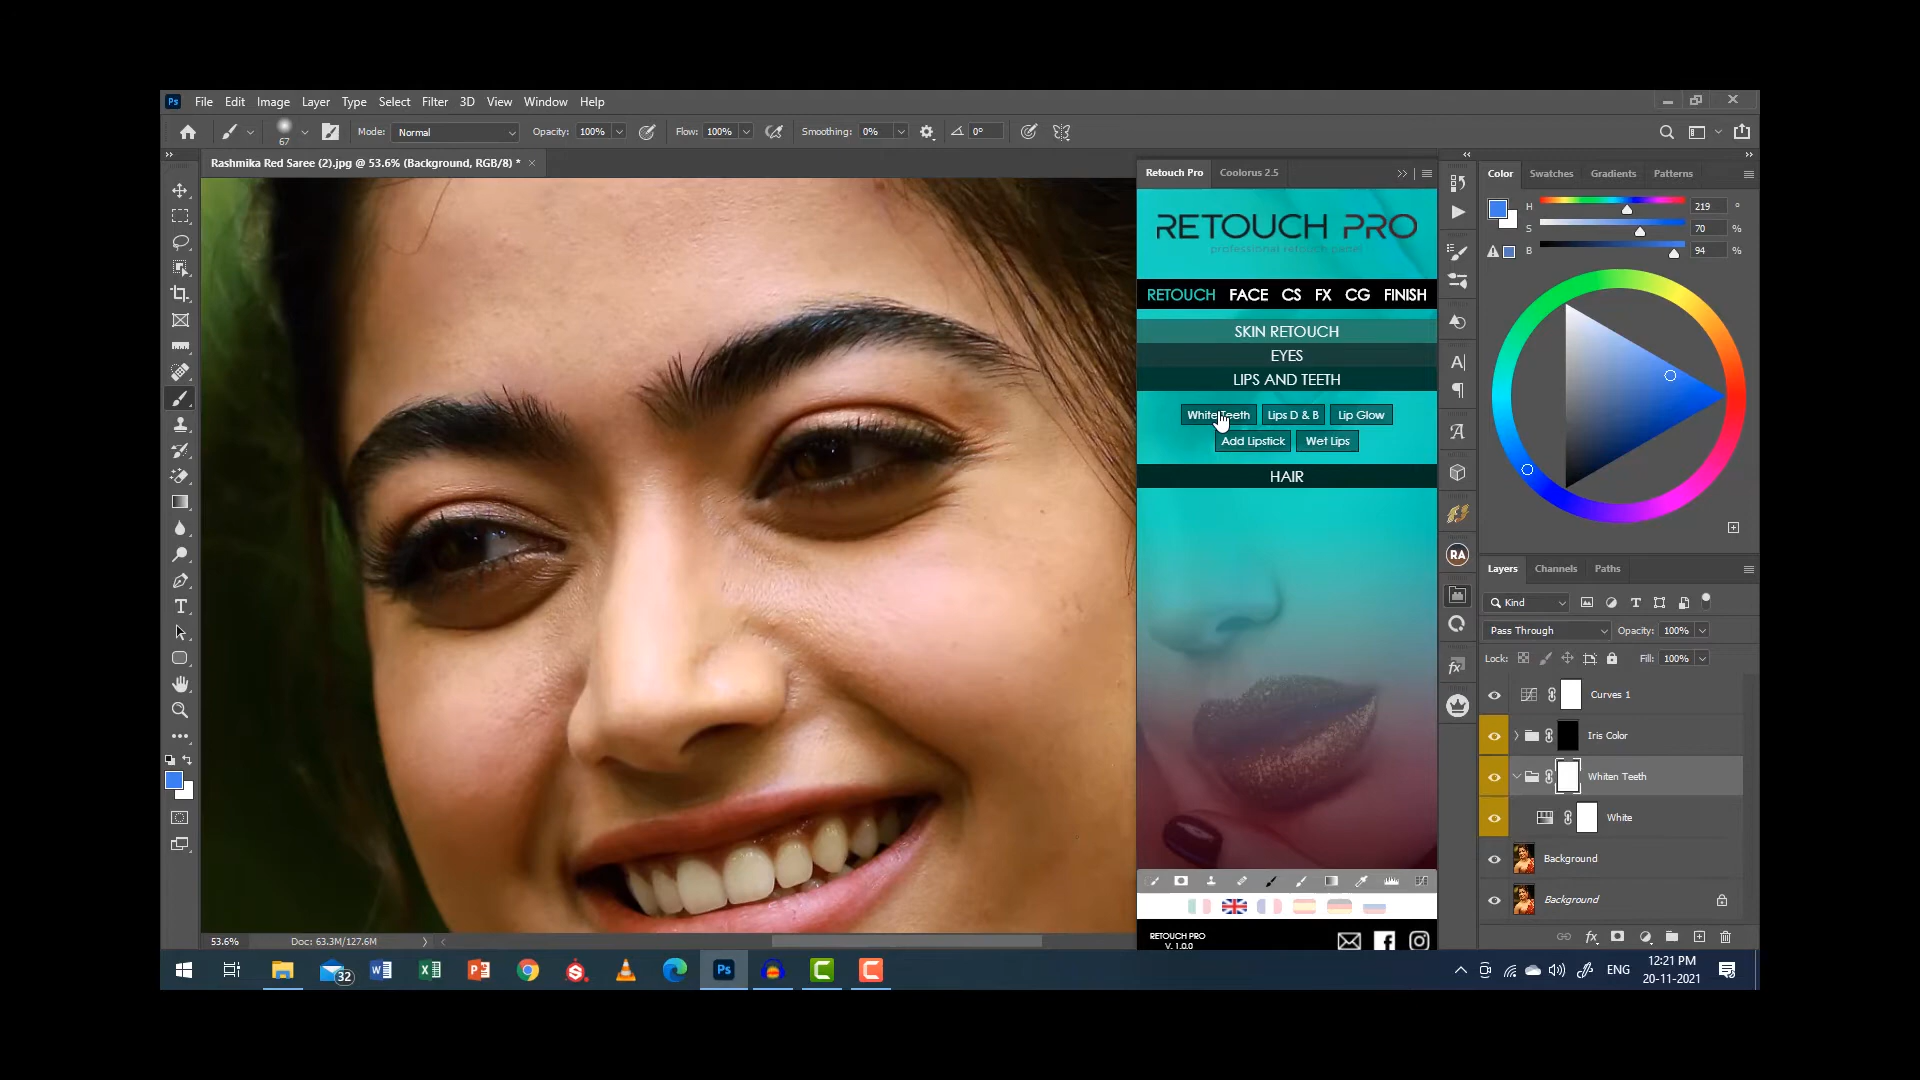 Ps File Edit Image Layer Type Select Filter 3D View Window Help
67 Mode: Normal Opacity: 100% Flow: 100% Smoothing: 0% 0°
Rashmika Red Saree (2).jpg @ 53.6% (Background, RGB/8) * ×
Retouch Pro Coolorus 2.5
RETOUCH PRO
professional retouch panel
RETOUCH FACE CS FX CG FINISH
SKIN RETOUCH
EYES
LIPS AND TEETH
White Teeth Lips D & B Lip Glow
Add Lipstick Wet Lips
HAIR
RETOUCH PRO
V. 1.0.0
RA
Color Swatches Gradients Patterns
H 219 °
S 70 %
B 94 %
Layers Channels Paths
Kind
Pass Through Opacity: 100%
Lock: Fill: 100%
Curves 1
Iris Color
Whiten Teeth
White
Background
Background
53.6% Doc: 63.3M/127.6M
32
Ps
ENG
12:21 PM
20-11-2021